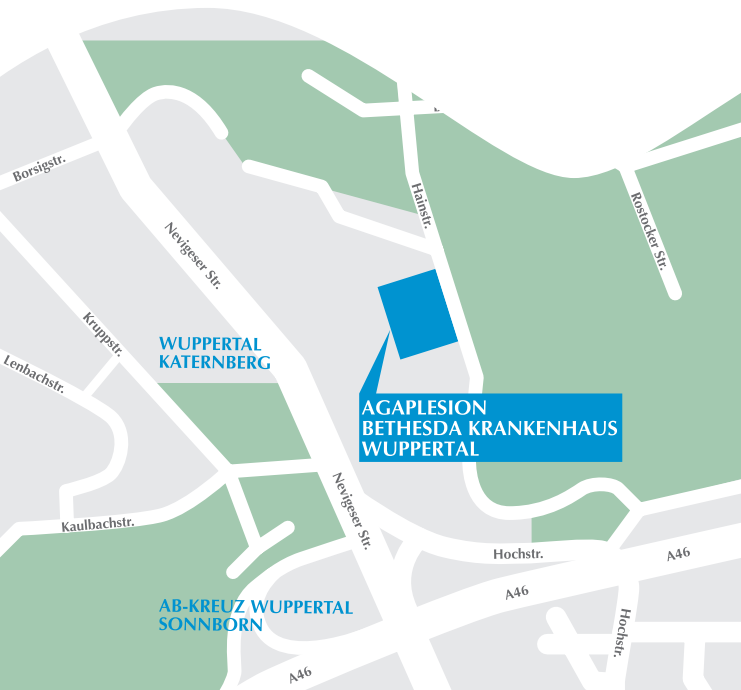 Borsigstr.
Hainstr.
Rostocker Str.
Nevigeser Str.
Kruppstr.
WUPPERTAL
KATERNBERG
Lenbachstr.
AGAPLESION
BETHESDA KRANKENHAUS
WUPPERTAL
Kaulbachstr.
Nevigeser Str.
Hochstr.
A46
A46
AB-KREUZ WUPPERTAL
SONNBORN
Hochstr.
A46